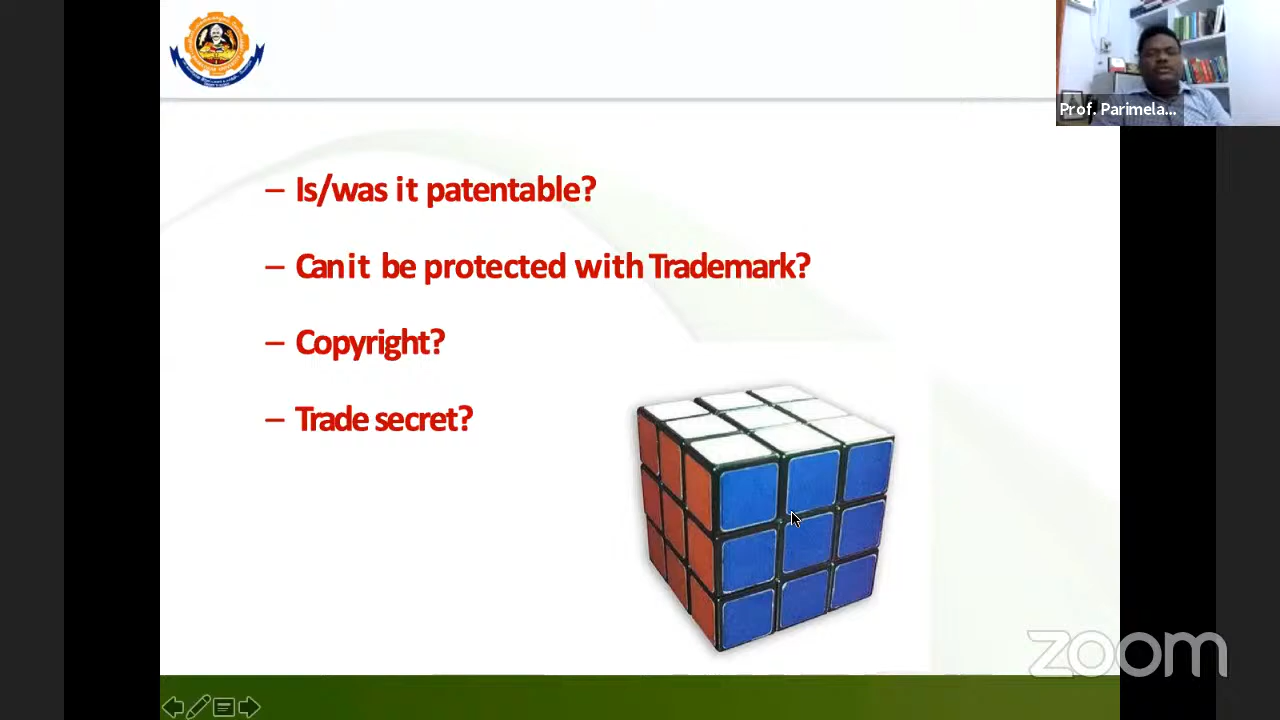 Prof. Parimela...
– Is/was it patentable?
– Can it be protected with Trademark?
– Copyright?
– Trade secret?
zoom